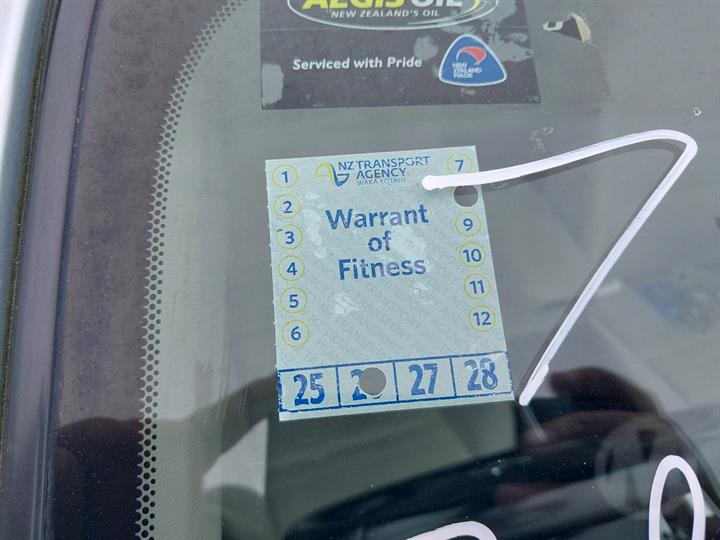 AEGIS OIL
NEW ZEALAND'S OIL
Serviced with Pride
NEW
ZEALAND
MADE
NZ TRANSPORT
AGENCY
WAKA KOTAHI
Warrant
of
Fitness
1
2
3
4
5
6
7
9
10
11
12
25 2 27 28